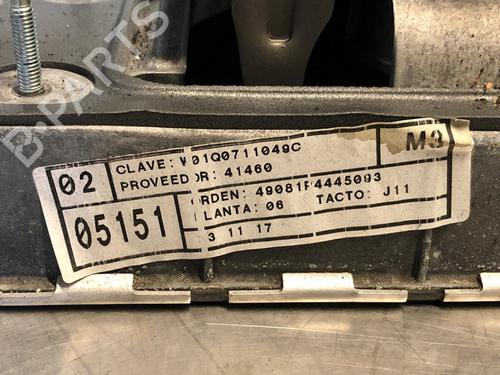 02
CLAVE: W01Q0711049C
PROVEEDOR: 41460
M3
05151
ORDEN: 49081P4445093
PLANTA: 06 TACTO: J11
3 11 17
B-PARTS